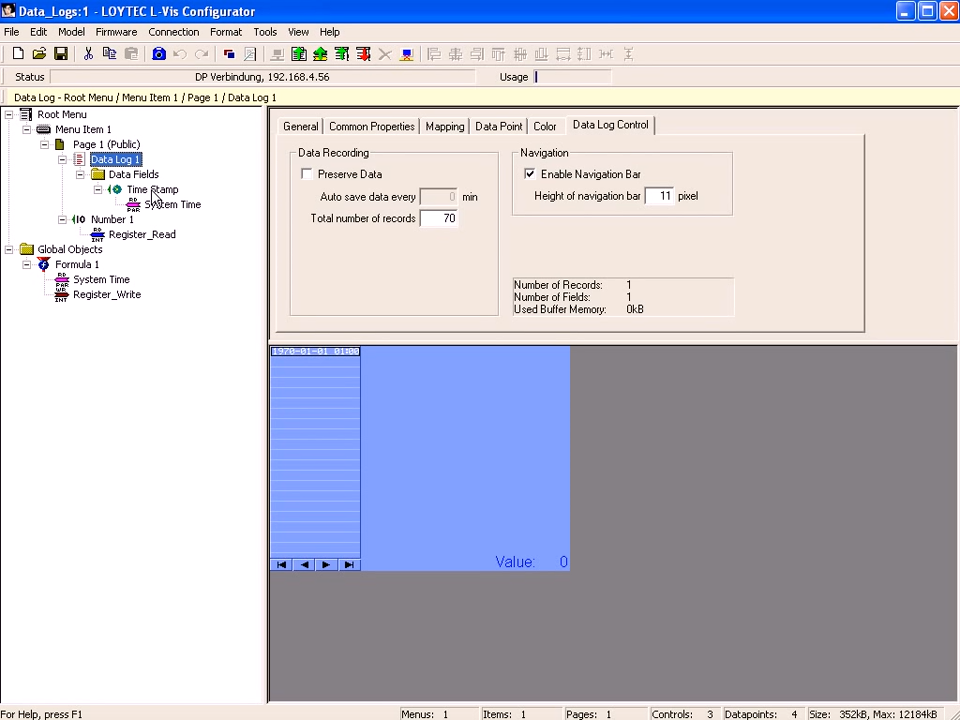 Data_Logs:1 - LOYTEC L-Vis Configurator
File Edit Model Firmware Connection Format Tools View Help
Status DP Verbindung, 192.168.4.56 Usage
Data Log - Root Menu / Menu Item 1 / Page 1 / Data Log 1
Root Menu
Menu Item 1
Page 1 (Public)
Data Log 1
Data Fields
Time Stamp
System Time
Number 1
Register_Read
Global Objects
Formula 1
System Time
Register_Write
General Common Properties Mapping Data Point Color Data Log Control
Data Recording
Preserve Data
Auto save data every 0 min
Total number of records 70
Navigation
Enable Navigation Bar
Height of navigation bar 11 pixel
Number of Records: 1
Number of Fields: 1
Used Buffer Memory: 0kB
1970-01-01 01:00
Value: 0
For Help, press F1 Menus: 1 Items: 1 Pages: 1 Controls: 3 Datapoints: 4 Size: 352kB, Max: 12184kB